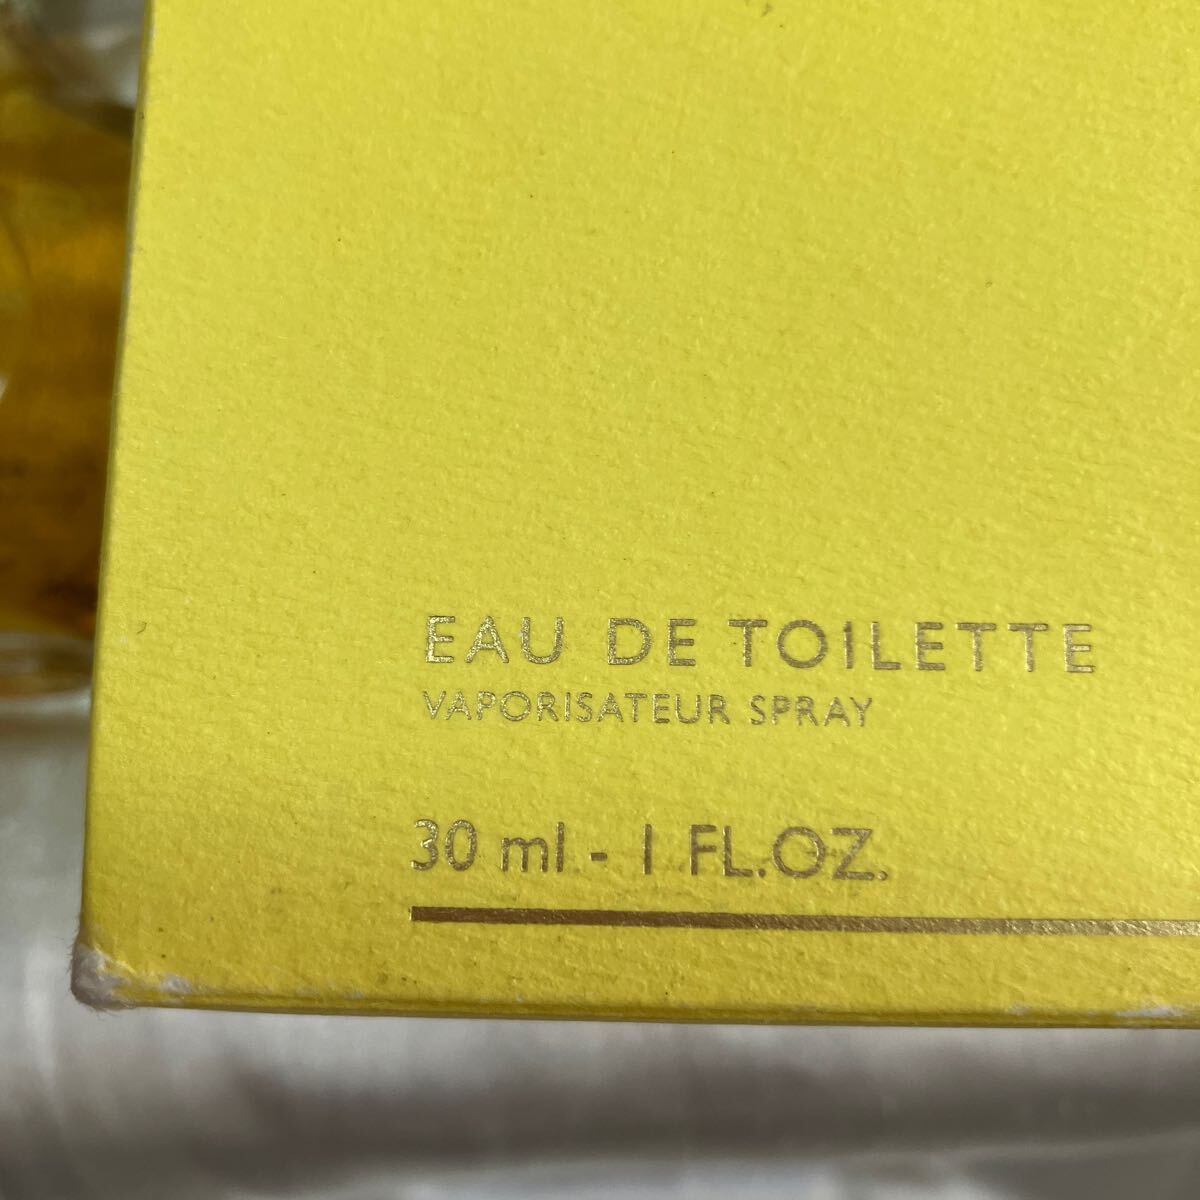 EAU DE TOILETTE
VAPORISATEUR SPRAY
30 ml - 1 FL.OZ.